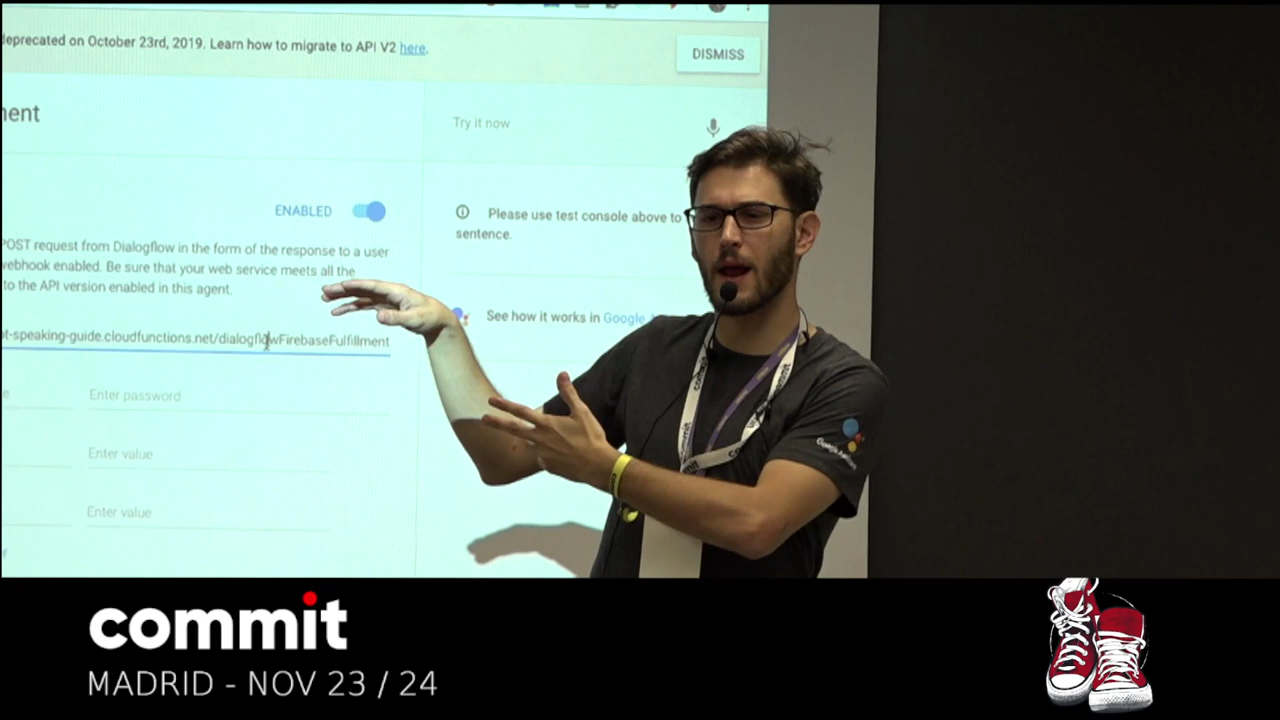 deprecated on October 23rd, 2019. Learn how to migrate to API V2 here.
DISMISS
Try it now
ENABLED
Please use test console above to
sentence.
POST request from Dialogflow in the form of the response to a user
webhook enabled. Be sure that your web service meets all the
to the API version enabled in this agent.
See how it works in Google
t-speaking-guide.cloudfunctions.net/dialogflowFirebaseFulfillment
Enter password
Enter value
Enter value
commit
commit
commit
commit
MADRID - NOV 23 / 24